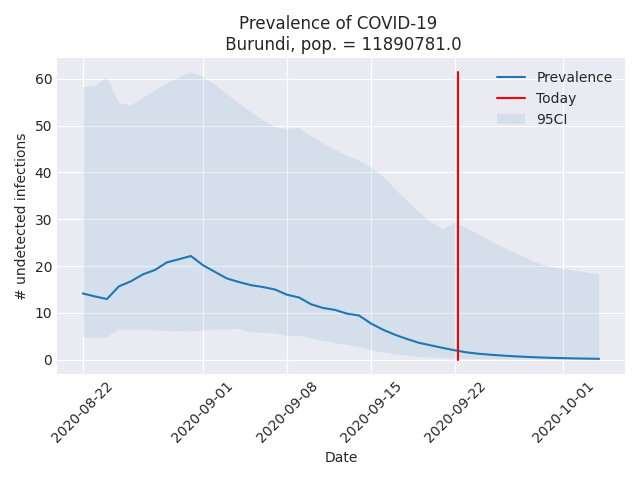 Prevalence of COVID-19
Burundi, pop. = 11890781.0
# undetected infections
60
50
40
30
20
10
0
Prevalence
Today
95CI
2020-08-22
2020-09-01
2020-09-08
2020-09-15
2020-09-22
2020-10-01
Date